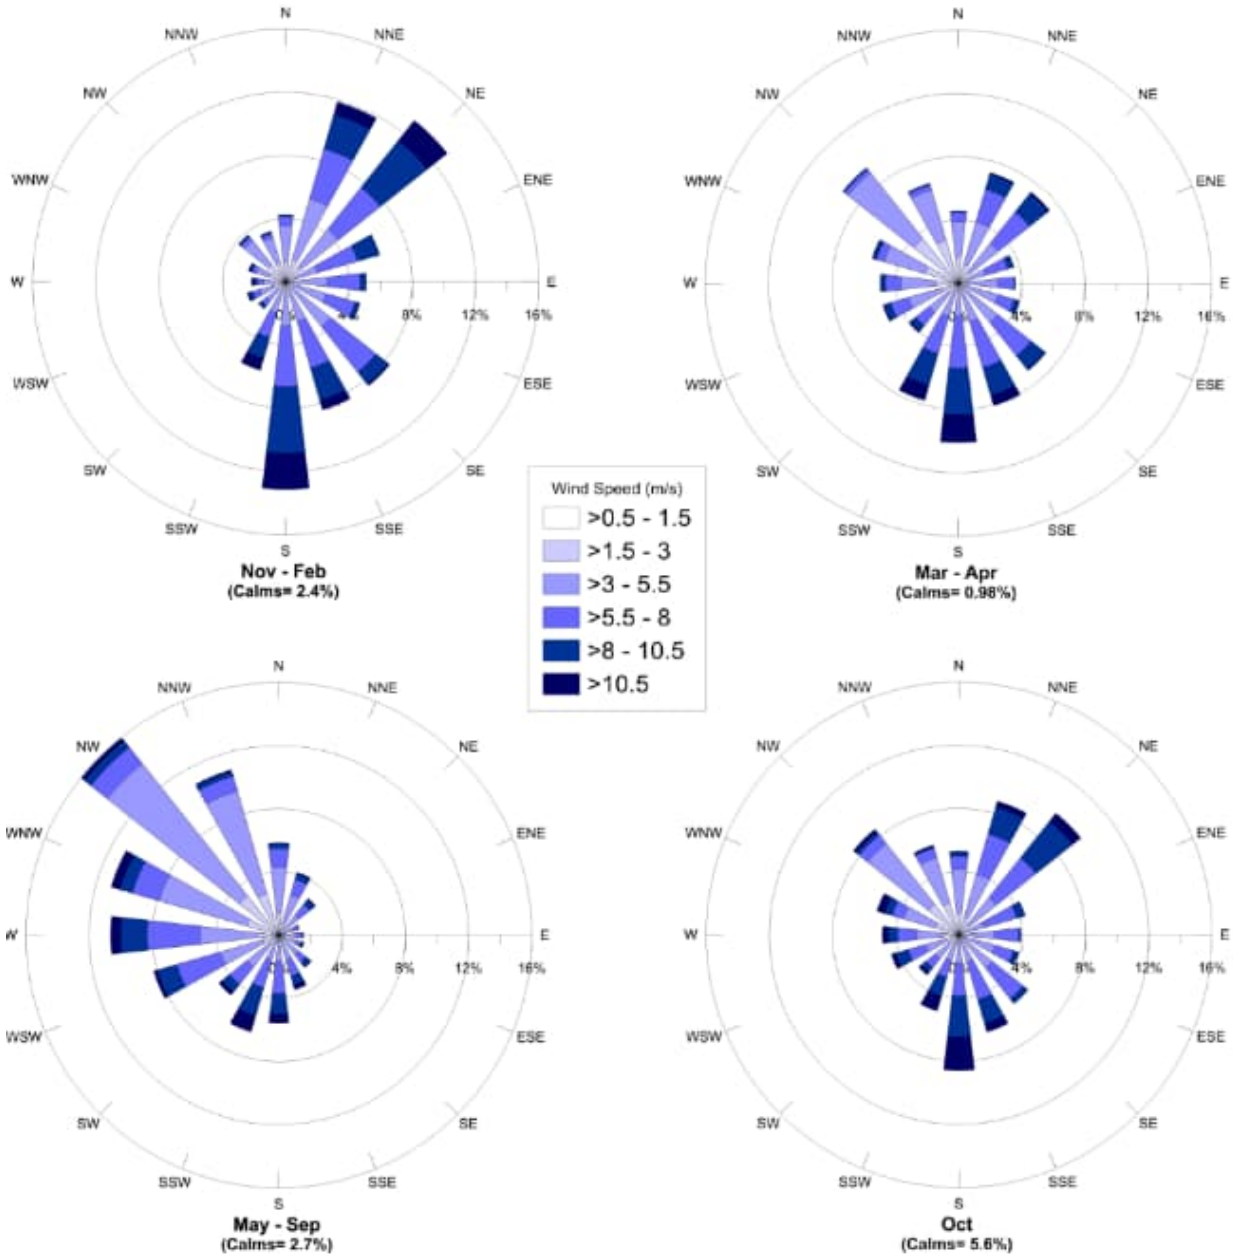 N
NNW
NNE
NW
NE
WNW
ENE
W
E
0%
4%
8%
12%
16%
WSW
ESE
SW
SE
SSW
SSE
S
Nov - Feb
(Calms= 2.4%)
N
NNW
NNE
NW
NE
WNW
ENE
W
E
0%
4%
8%
12%
16%
WSW
ESE
SW
SE
SSW
SSE
S
Mar - Apr
(Calms= 0.98%)
Wind Speed (m/s)
>0.5 - 1.5
>1.5 - 3
>3 - 5.5
>5.5 - 8
>8 - 10.5
>10.5
N
NNW
NNE
NW
NE
WNW
ENE
W
E
0%
4%
8%
12%
16%
WSW
ESE
SW
SE
SSW
SSE
S
May - Sep
(Calms= 2.7%)
N
NNW
NNE
NW
NE
WNW
ENE
W
E
0%
4%
8%
12%
16%
WSW
ESE
SW
SE
SSW
SSE
S
Oct
(Calms= 5.6%)